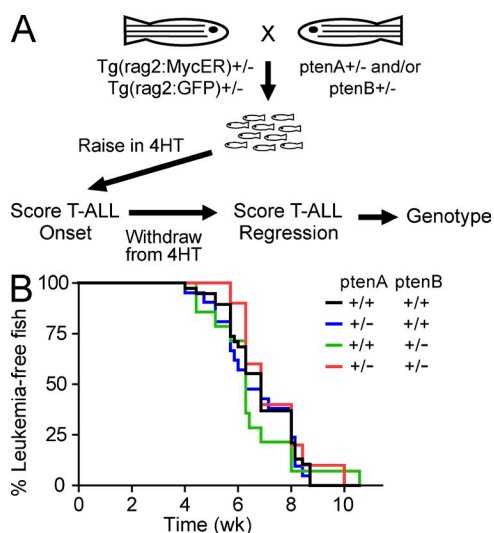 A
X
Tg(rag2:MycER)+/-
Tg(rag2:GFP)+/-
ptenA+/- and/or
ptenB+/-
Raise in 4HT
Score T-ALL
Onset
Withdraw
from 4HT
Score T-ALL
Regression
Genotype
B
% Leukemia-free fish
100
75
50
25
0
0 2 4 6 8 10
Time (wk)
ptenA ptenB
+/+ +/+
+/- +/+
+/+ +/-
+/- +/-